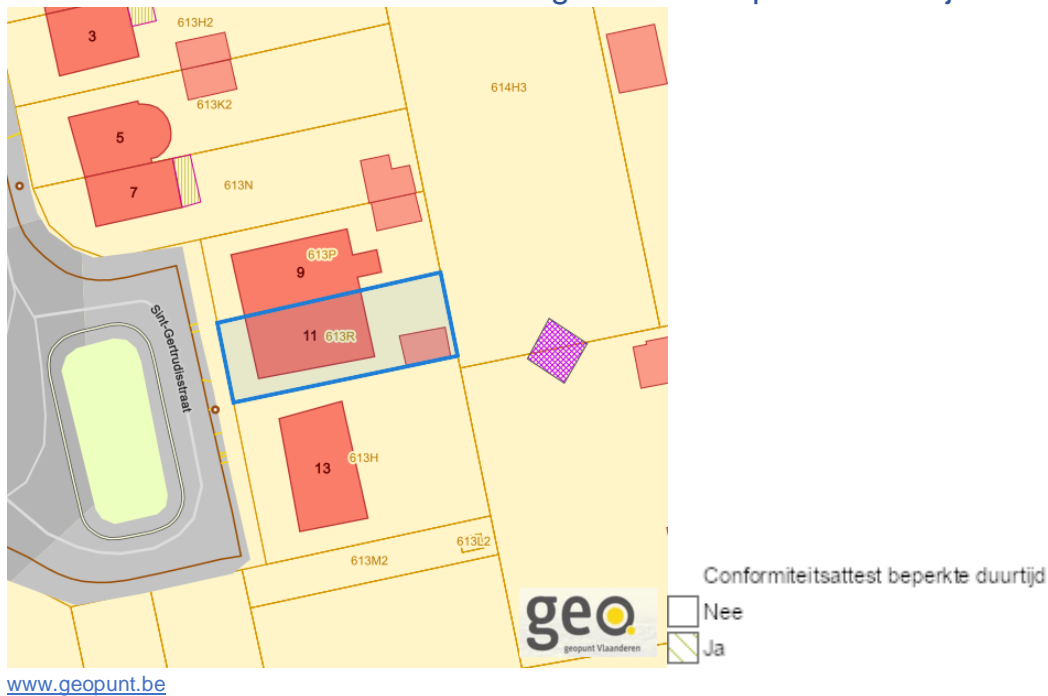 3
613H2
614H3
613K2
5
7
613N
613P
9
11 613R
Sint-Gertrudisstraat
13 613H
613L2
613M2
geo.
geopunt Vlaanderen
Conformiteitsattest beperkte duurtijd
Nee
Ja
www.geopunt.be